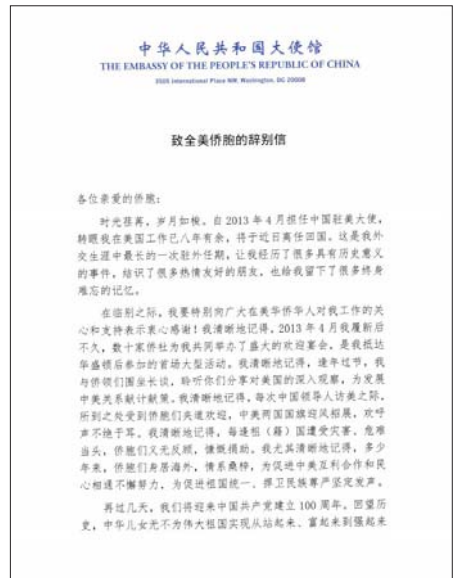 中华人民共和国大使馆
THE EMBASSY OF THE PEOPLE'S REPUBLIC OF CHINA
3505 International Place NW, Washington, DC 20008
致全美侨胞的辞别信
各位亲爱的侨胞：
时光荏苒，岁月如梭。自 2013 年 4 月担任中国驻美大使，
转眼我在美国工作已八年有余，将于近日离任回国。这是我外
交生涯中最长的一次驻外任期，让我经历了很多具有历史意义
的事件，结识了很多热情友好的朋友，也给我留下了很多终身
难忘的记忆。
在临别之际，我要特别向广大在美华侨华人对我工作的关
心和支持表示衷心感谢！我清晰地记得，2013 年 4 月我履新后
不久，数十家侨社为我共同举办了盛大的欢迎宴会，是我抵达
华盛顿后参加的首场大型活动。我清晰地记得，逢年过节，我
与侨领们围坐长谈，聆听你们分享对美国的深入观察，为发展
中美关系献计献策。我清晰地记得，每次中国领导人访美之际，
所到之处受到侨胞们夹道欢迎，中美两国国旗迎风招展，欢呼
声不绝于耳。我清晰地记得，每逢祖（籍）国遭受灾害、危难
当头，侨胞们义无反顾，慷慨捐助。我尤其清晰地记得，多少
年来，侨胞们身居海外，情系桑梓，为促进中美互利合作和民
心相通不懈努力，为促进祖国统一、捍卫民族尊严坚定发声。
再过几天，我们将迎来中国共产党建立 100 周年。回望历
史，中华儿女无不为伟大祖国实现从站起来、富起来到强起来